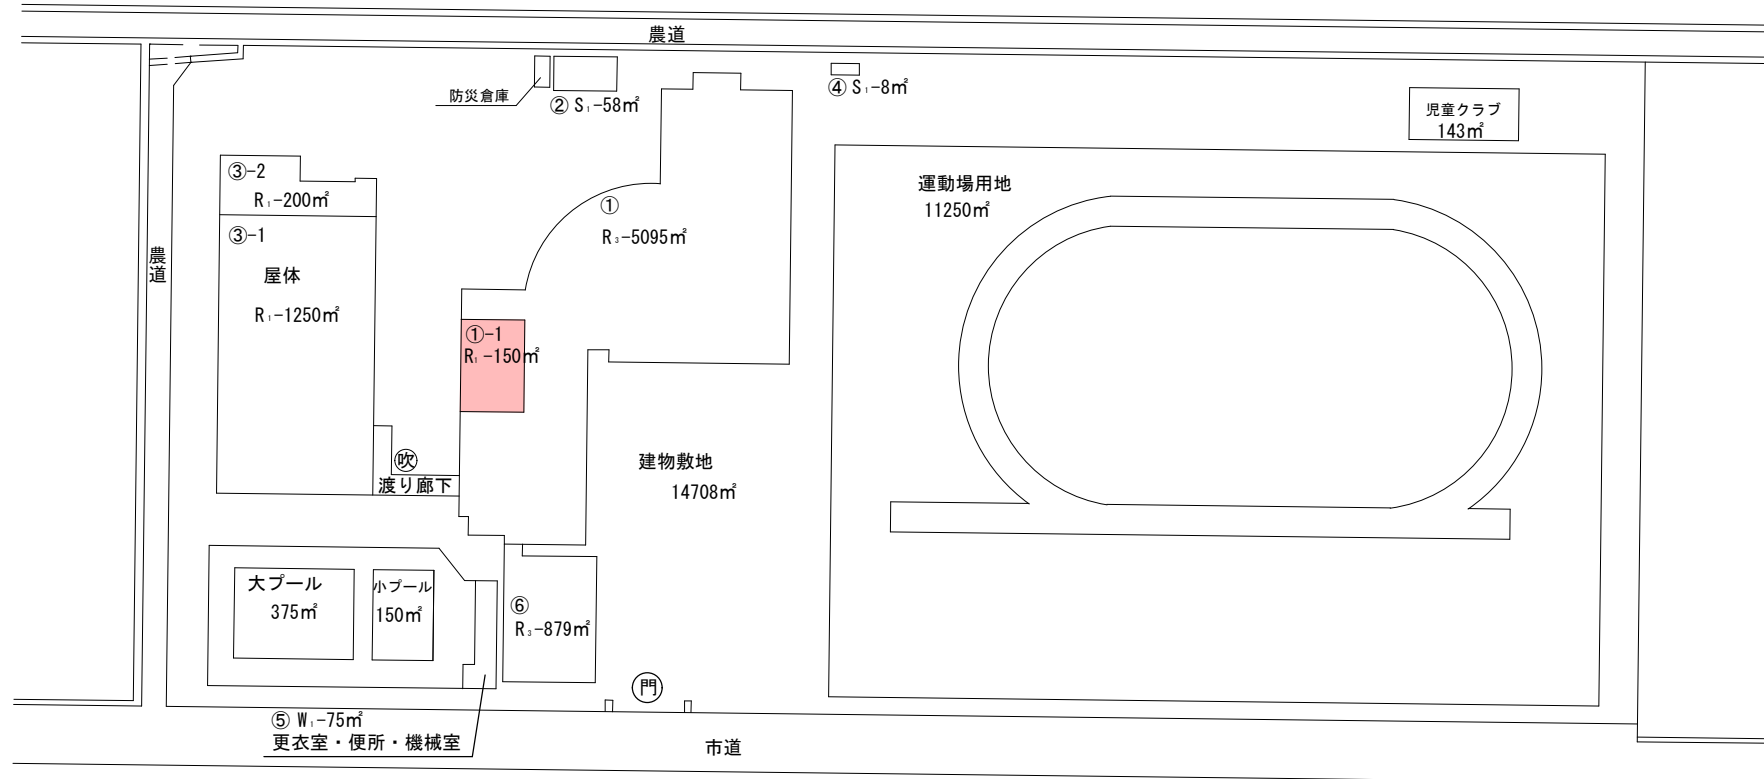 農道
防災倉庫
② S₁-58㎡
④ S₁-8㎡
児童クラブ
143㎡
③-2
R₁-200㎡
③-1
屋体
R₁-1250㎡
農道
①
R₃-5095㎡
①-1
R₁-150㎡
運動場用地
11250㎡
吹
渡り廊下
建物敷地
14708㎡
大プール
375㎡
小プール
150㎡
⑥
R₃-879㎡
門
⑤ W₁-75㎡
更衣室・便所・機械室
市道